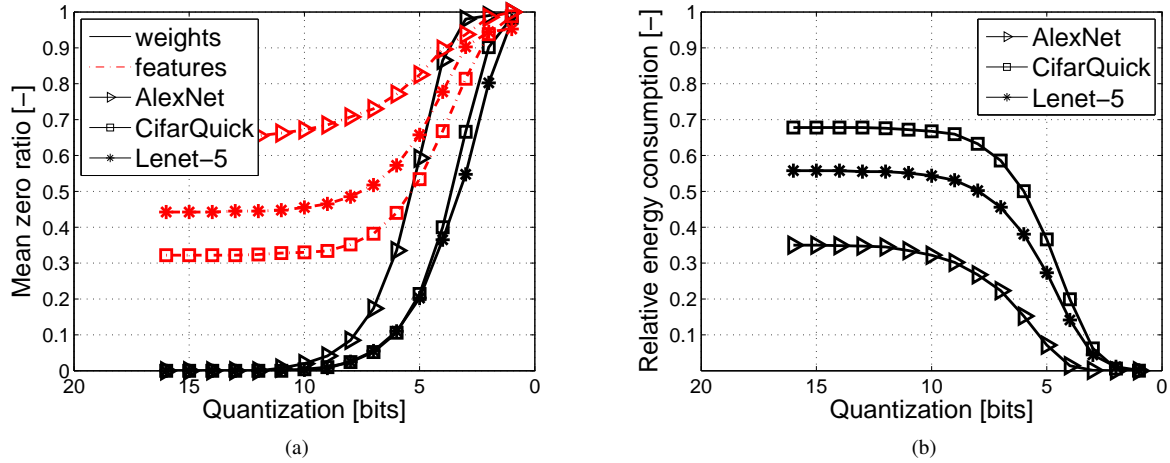 1
0.9
0.8
0.7
0.6
0.5
0.4
0.3
0.2
0.1
0
20
15
10
5
0
Mean zero ratio [−]
Quantization [bits]
weights
features
AlexNet
CifarQuick
Lenet−5
(a)
1
0.9
0.8
0.7
0.6
0.5
0.4
0.3
0.2
0.1
0
20
15
10
5
0
Relative energy consumption [−]
Quantization [bits]
AlexNet
CifarQuick
Lenet−5
(b)